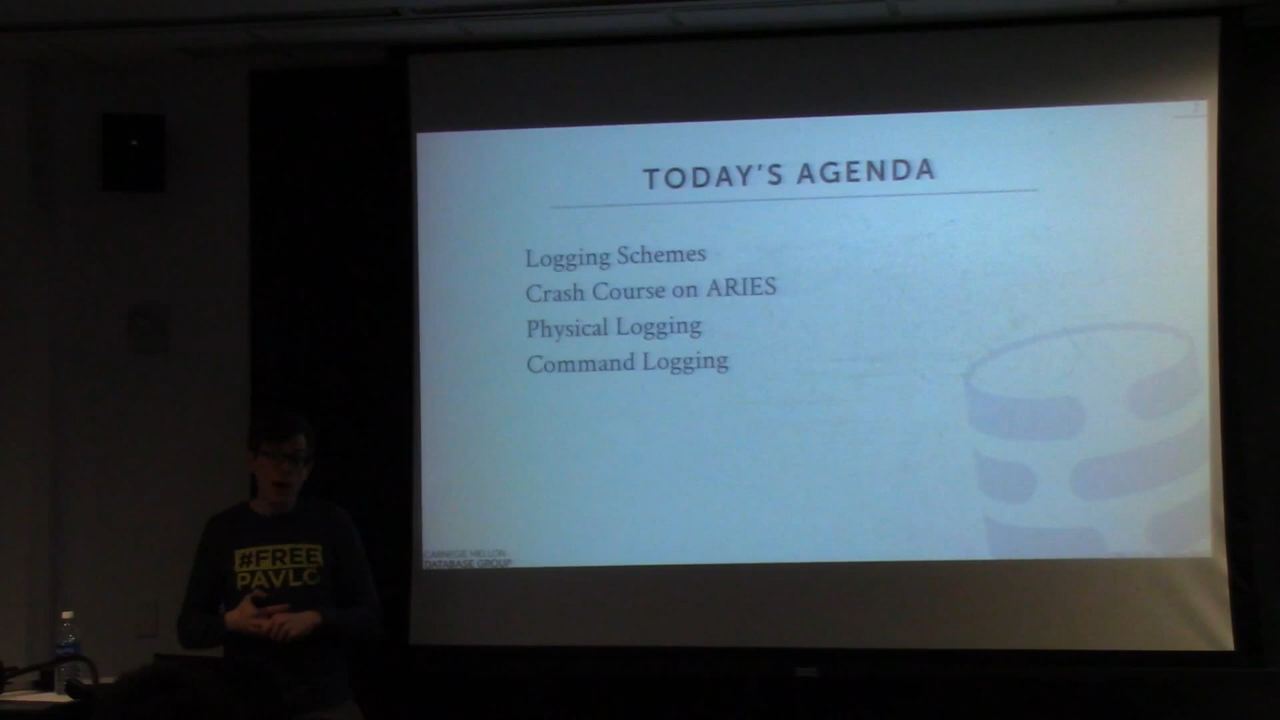 TODAY'S AGENDA
Logging Schemes
Crash Course on ARIES
Physical Logging
Command Logging
CARNEGIE MELLON
DATABASE GROUP
#FREE
PAVLO